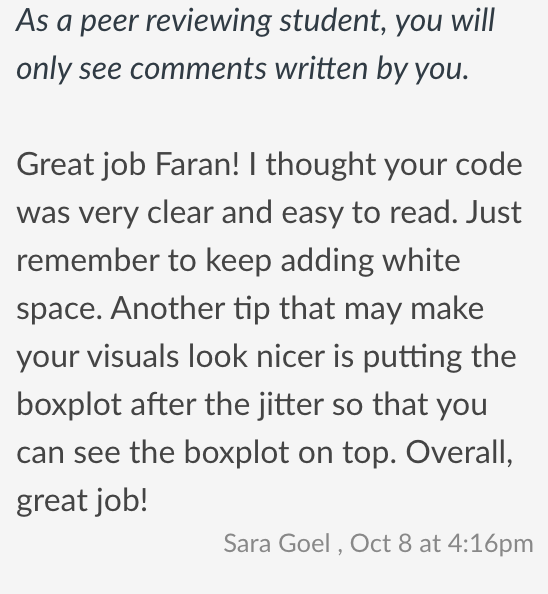 As a peer reviewing student, you will
only see comments written by you.
Great job Faran! I thought your code
was very clear and easy to read. Just
remember to keep adding white
space. Another tip that may make
your visuals look nicer is putting the
boxplot after the jitter so that you
can see the boxplot on top. Overall,
great job!
Sara Goel , Oct 8 at 4:16pm